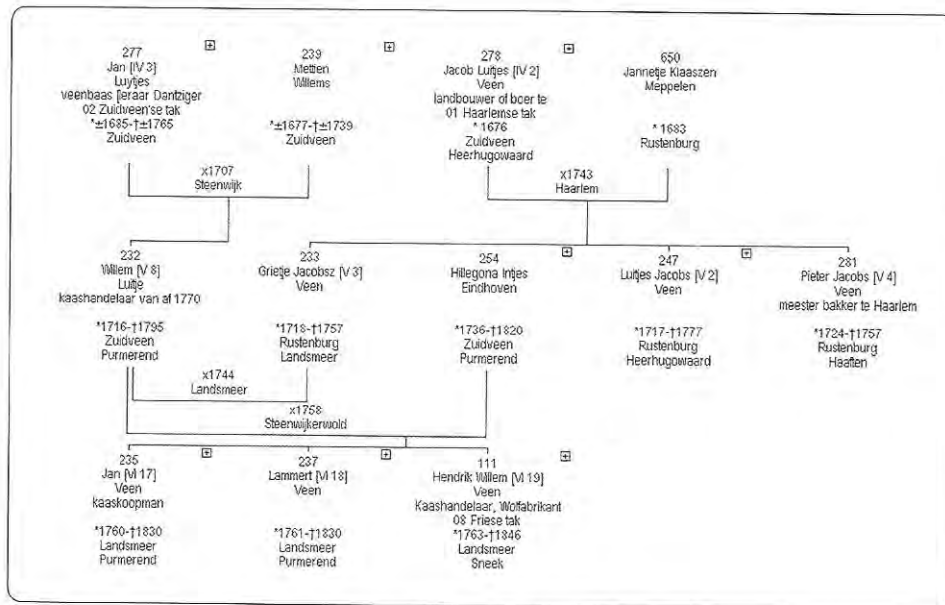 277
Jan [IV 3]
Luytjes
veenbaas lleraar Dantziger
02 Zuidveen'se tak
*±1685-†±1765
Zuidveen
239
Metten
Willems
*±1677-†±1739
Zuidveen
278
Jacob Luitjes [IV 2]
Veen
landbouwer of boer te
01 Haarlemse tak
* 1676
Zuidveen
Heerhugowaard
650
Jannetje Klaaszen
Meppelen
* 1683
Rustenburg
x1707
Steenwijk
x1743
Haarlem
232
Willem [V 8]
Luitje
kaashandelaar van af 1770
*1716-†1795
Zuidveen
Purmerend
233
Grietje Jacobsz [V 3]
Veen
*1718-†1757
Rustenburg
Landsmeer
254
Hillegona Intjes
Eindhoven
*1736-†1820
Zuidveen
Purmerend
247
Luitjes Jacobs [V 2]
Veen
*1717-†1777
Rustenburg
Heerhugowaard
281
Pieter Jacobs [V 4]
Veen
meester bakker te Haarlem
*1724-†1757
Rustenburg
Haaften
x1744
Landsmeer
x1758
Steenwijkerwold
235
Jan [VI 17]
Veen
kaaskoopman
*1760-†1830
Landsmeer
Purmerend
237
Lammert [VI 18]
Veen
*1761-†1830
Landsmeer
Purmerend
111
Hendrik Willem [VI 19]
Veen
Kaashandelaar, Wolfabrikant
08 Friese tak
*1763-†1846
Landsmeer
Sneek